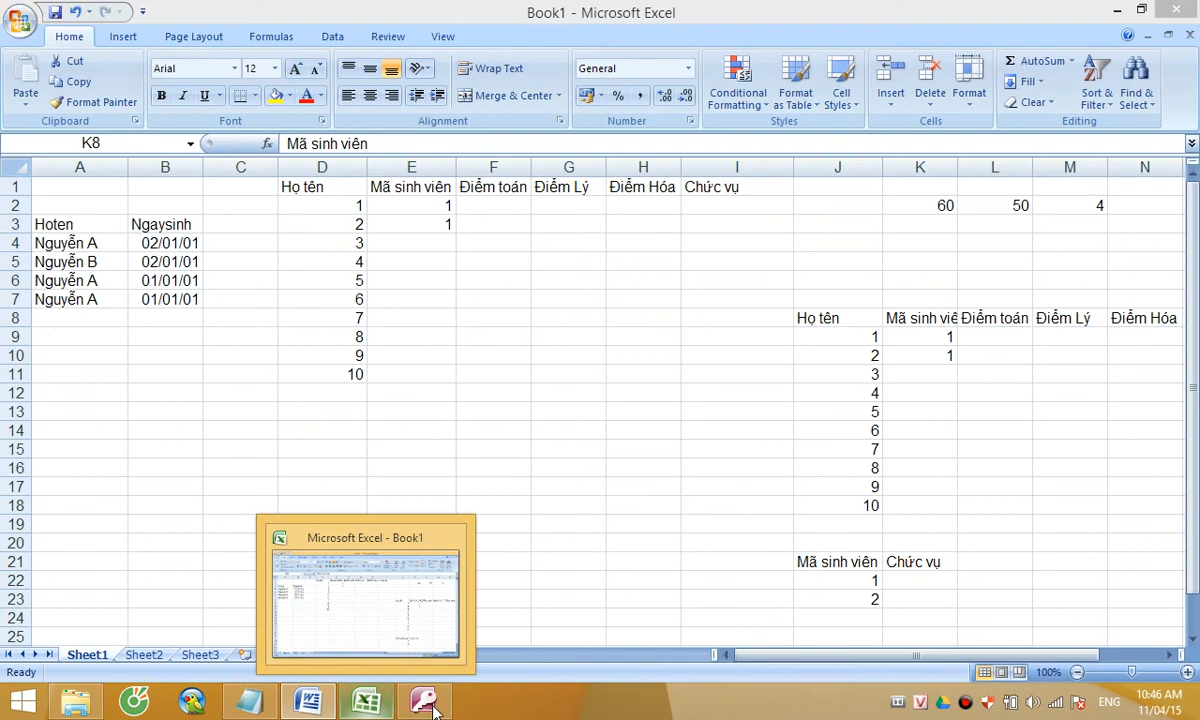 Book1 - Microsoft Excel
Home Insert Page Layout Formulas Data Review View
Paste
Cut
Copy
Format Painter
Clipboard
Arial 12
B I U
Font
Wrap Text
Merge & Center
Alignment
General
%
Number
Conditional Formatting
Format as Table
Cell Styles
Styles
Insert Delete Format
Cells
AutoSum
Fill
Clear
Sort & Filter
Find & Select
Editing
K8 fx Mã sinh viên
A B C D E F G H I J K L M N
1 Họ tên Mã sinh viên Điểm toán Điểm Lý Điểm Hóa Chức vụ
2 1 1 60 50 4
3 Hoten Ngaysinh 2 1
4 Nguyễn A 02/01/01 3
5 Nguyễn B 02/01/01 4
6 Nguyễn A 01/01/01 5
7 Nguyễn A 01/01/01 6
8 7 Họ tên Mã sinh viê Điểm toán Điểm Lý Điểm Hóa
9 8 1 1
10 9 2 1
11 10 3
12 4
13 5
14 6
15 7
16 8
17 9
18 10
19
20
21 Mã sinh viên Chức vụ
22 1
23 2
24
25
Microsoft Excel - Book1
Sheet1 Sheet2 Sheet3
Ready 100%
ENG
10:46 AM
11/04/15